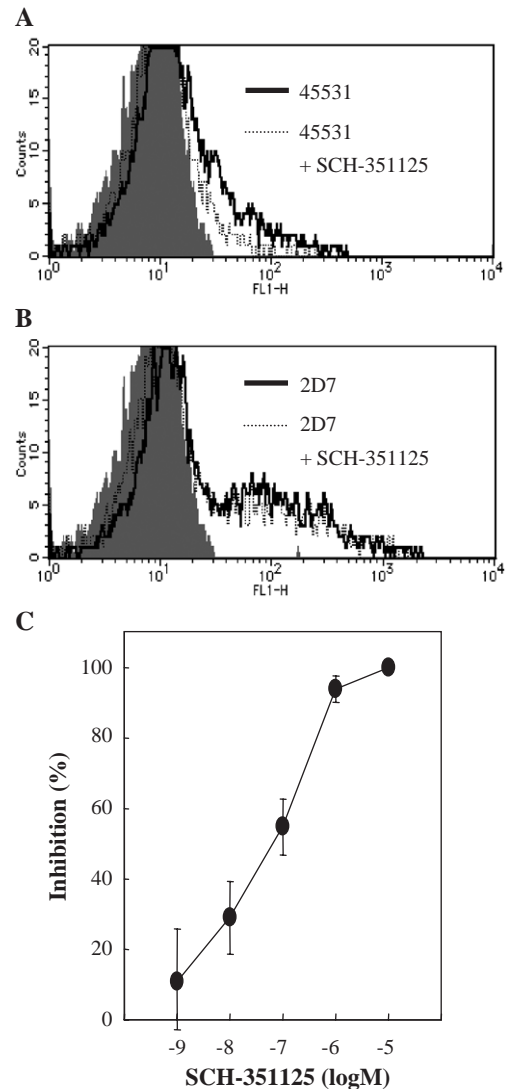 A
20
15
10
5
0
Counts
45531
45531
+ SCH-351125
10^0
10^1
10^2
10^3
10^4
FL1-H
B
20
15
10
5
0
Counts
2D7
2D7
+ SCH-351125
10^0
10^1
10^2
10^3
10^4
FL1-H
C
100
80
60
40
20
0
Inhibition (%)
-9
-8
-7
-6
-5
SCH-351125 (logM)